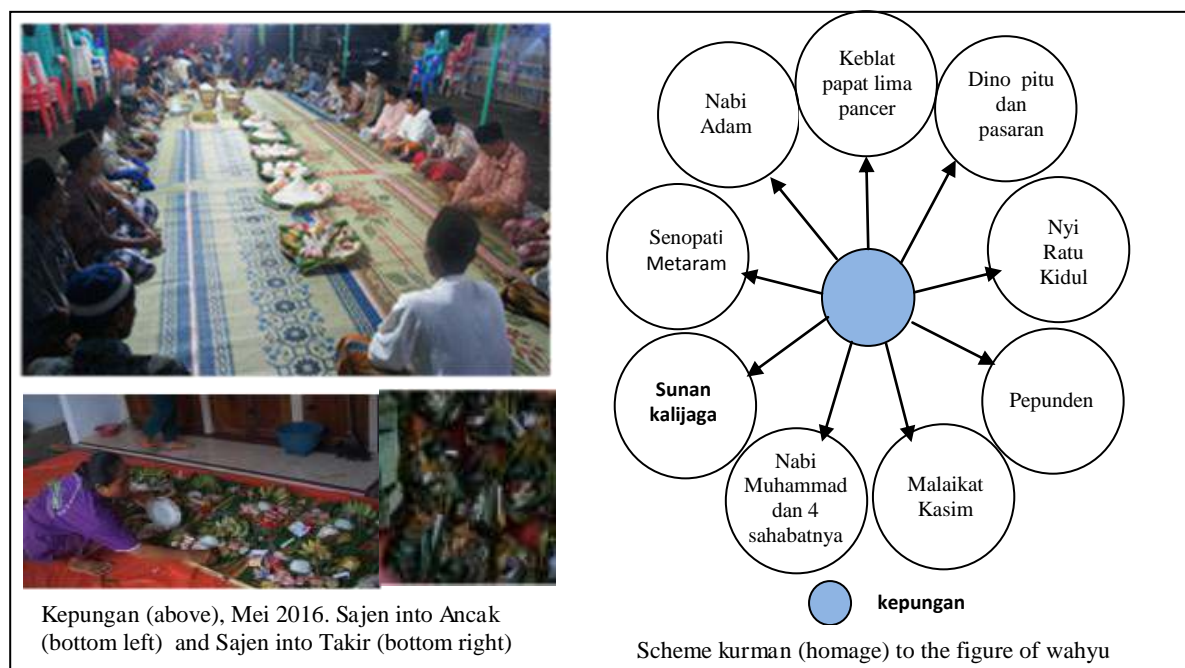 Keblat
papat lima
pancer
Dino pitu
dan
pasaran
Nabi
Adam
Nyi
Ratu
Kidul
Senopati
Metaram
Sunan
kalijaga
Pepunden
Nabi
Muhammad
dan 4
sahabatnya
Malaikat
Kasim
kepungan
Kepungan (above), Mei 2016. Sajen into Ancak
(bottom left) and Sajen into Takir (bottom right)
Scheme kurman (homage) to the figure of wahyu